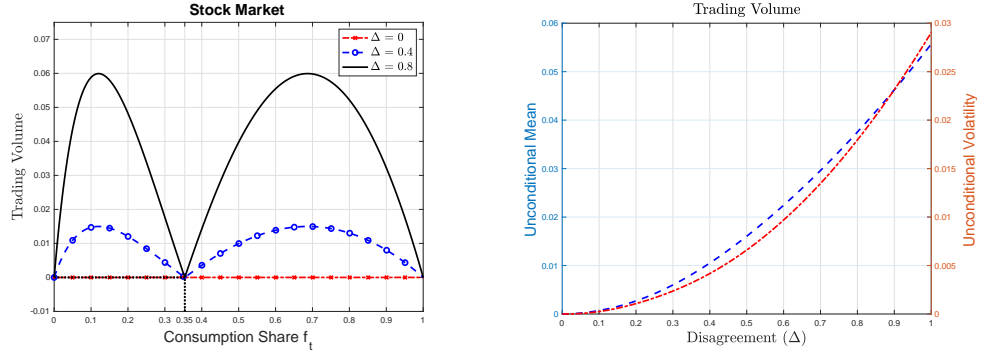 Stock Market
Trading Volume
0.07
0.06
0.05
0.04
0.03
0.02
0.01
0
-0.01
Δ = 0
Δ = 0.4
Δ = 0.8
0 0.1 0.2 0.3 0.35 0.4 0.5 0.6 0.7 0.8 0.9 1
Consumption Share f_t
Trading Volume
Unconditional Mean
0.06
0.05
0.04
0.03
0.02
0.01
0
0.03
0.025
0.02
0.015
0.01
0.005
0
Unconditional Volatility
0 0.1 0.2 0.3 0.4 0.5 0.6 0.7 0.8 0.9 1
Disagreement (Δ)